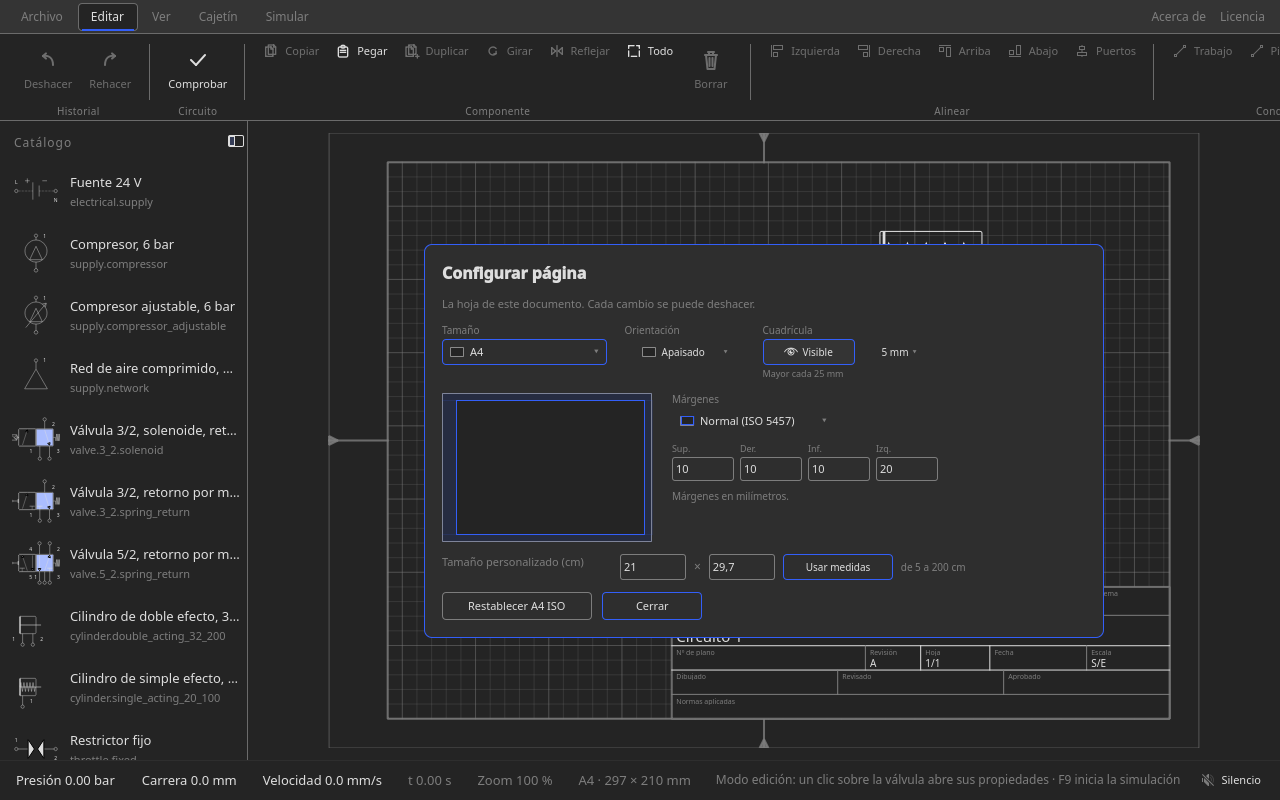 Archivo Editar Ver Cajetín Simular Acerca de Licencia
Copiar Pegar Duplicar Girar Reflejar Todo Izquierda Derecha Arriba Abajo Puertos Trabajo
Deshacer Rehacer Comprobar Borrar
Historial Circuito Componente Alinear
Catálogo
Fuente 24 V
electrical.supply
Compresor, 6 bar
supply.compressor
Compresor ajustable, 6 bar
supply.compressor_adjustable
Red de aire comprimido, ...
supply.network
Válvula 3/2, solenoide, ret...
valve.3_2.solenoid
Válvula 3/2, retorno por m...
valve.3_2.spring_return
Válvula 5/2, retorno por m...
valve.5_2.spring_return
Cilindro de doble efecto, 3...
cylinder.double_acting_32_200
Cilindro de simple efecto, ...
cylinder.single_acting_20_100
Restrictor fijo
throttle.fixed
Configurar página
La hoja de este documento. Cada cambio se puede deshacer.
Tamaño Orientación Cuadrícula
A4 Apaisado Visible 5 mm
Mayor cada 25 mm
Márgenes
Normal (ISO 5457)
Sup. Der. Inf. Izq.
10 10 10 20
Márgenes en milímetros.
Tamaño personalizado (cm) 21 × 29,7 Usar medidas de 5 a 200 cm
Restablecer A4 ISO Cerrar
Circuito 1
Nº de plano Revisión Hoja Fecha Escala
A 1/1 S/E
Dibujado Revisado Aprobado
Normas aplicadas
Presión 0.00 bar Carrera 0.0 mm Velocidad 0.0 mm/s t 0.00 s Zoom 100 % A4 · 297 × 210 mm Modo edición: un clic sobre la válvula abre sus propiedades · F9 inicia la simulación Silencio